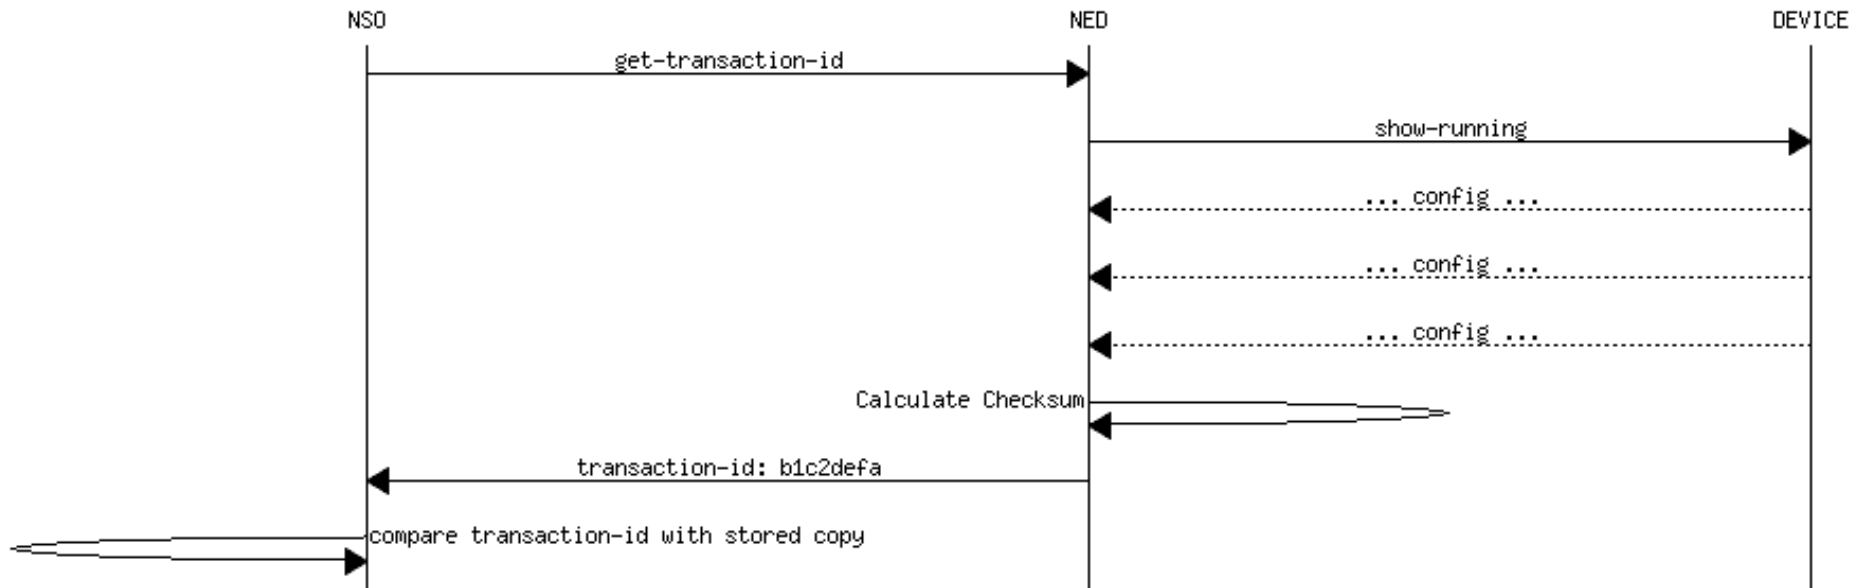 NSO NED DEVICE
get-transaction-id
show-running
... config ...
... config ...
... config ...
Calculate Checksum
transaction-id: b1c2defa
compare transaction-id with stored copy